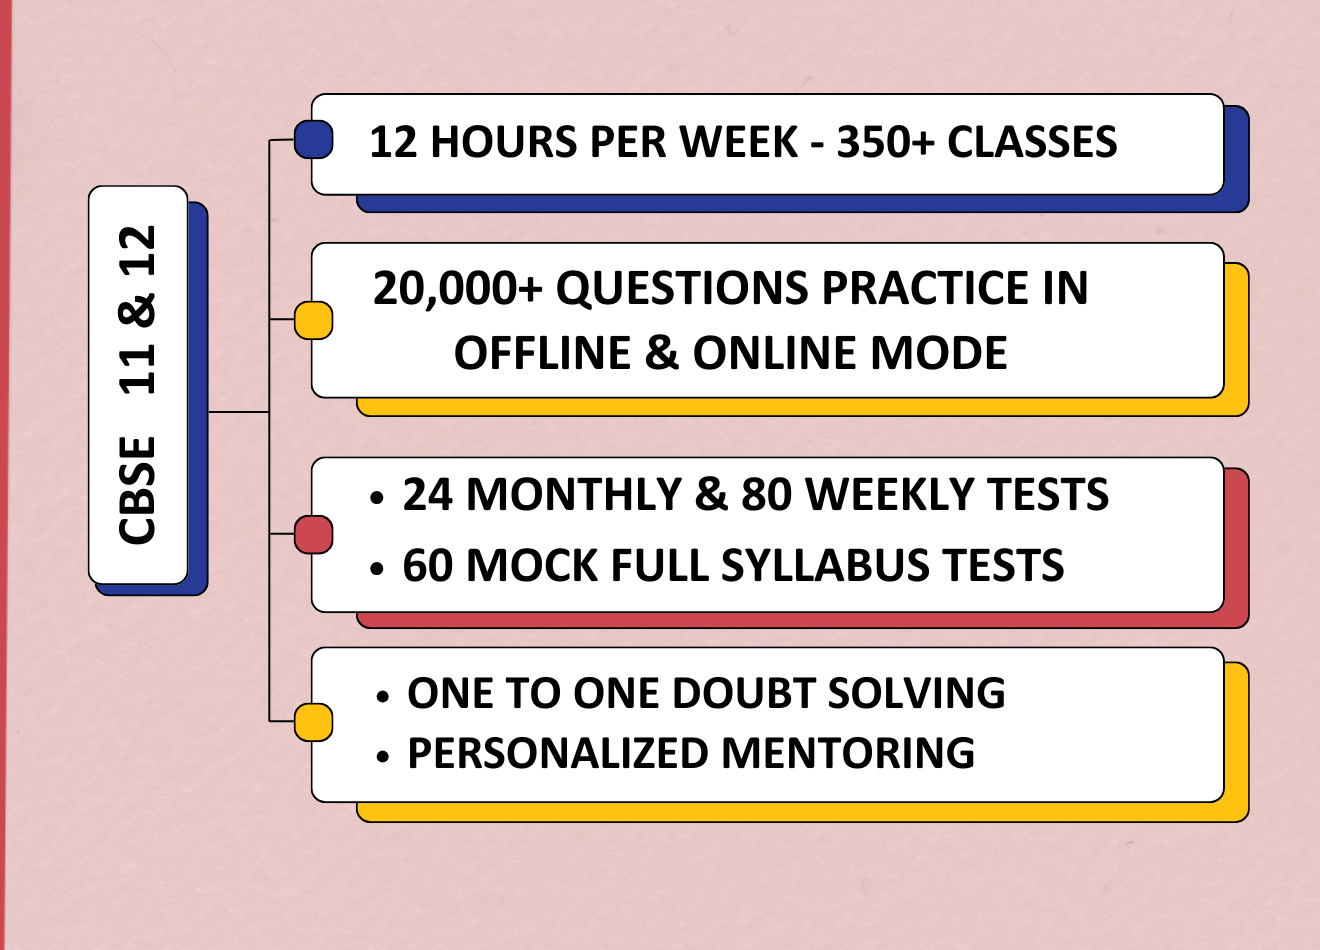 CBSE 11 & 12
12 HOURS PER WEEK - 350+ CLASSES
20,000+ QUESTIONS PRACTICE IN
OFFLINE & ONLINE MODE
• 24 MONTHLY & 80 WEEKLY TESTS
• 60 MOCK FULL SYLLABUS TESTS
• ONE TO ONE DOUBT SOLVING
• PERSONALIZED MENTORING